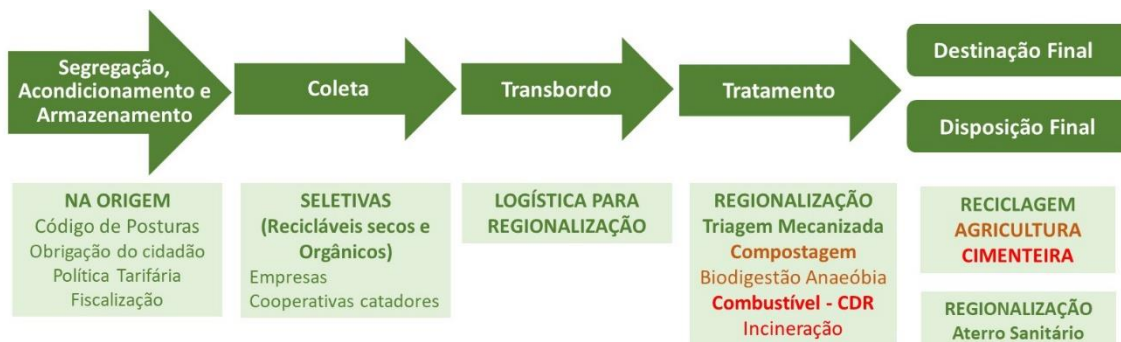 Segregação,
Acondicionamento e
Armazenamento
Coleta
Transbordo
Tratamento
Destinação Final
Disposição Final
NA ORIGEM
Código de Posturas
Obrigação do cidadão
Política Tarifária
Fiscalização
SELETIVAS
(Recicláveis secos e
Orgânicos)
Empresas
Cooperativas catadores
LOGÍSTICA PARA
REGIONALIZAÇÃO
REGIONALIZAÇÃO
Triagem Mecanizada
Compostagem
Biodigestão Anaeóbia
Combustível - CDR
Incineração
RECICLAGEM
AGRICULTURA
CIMENTEIRA
REGIONALIZAÇÃO
Aterro Sanitário